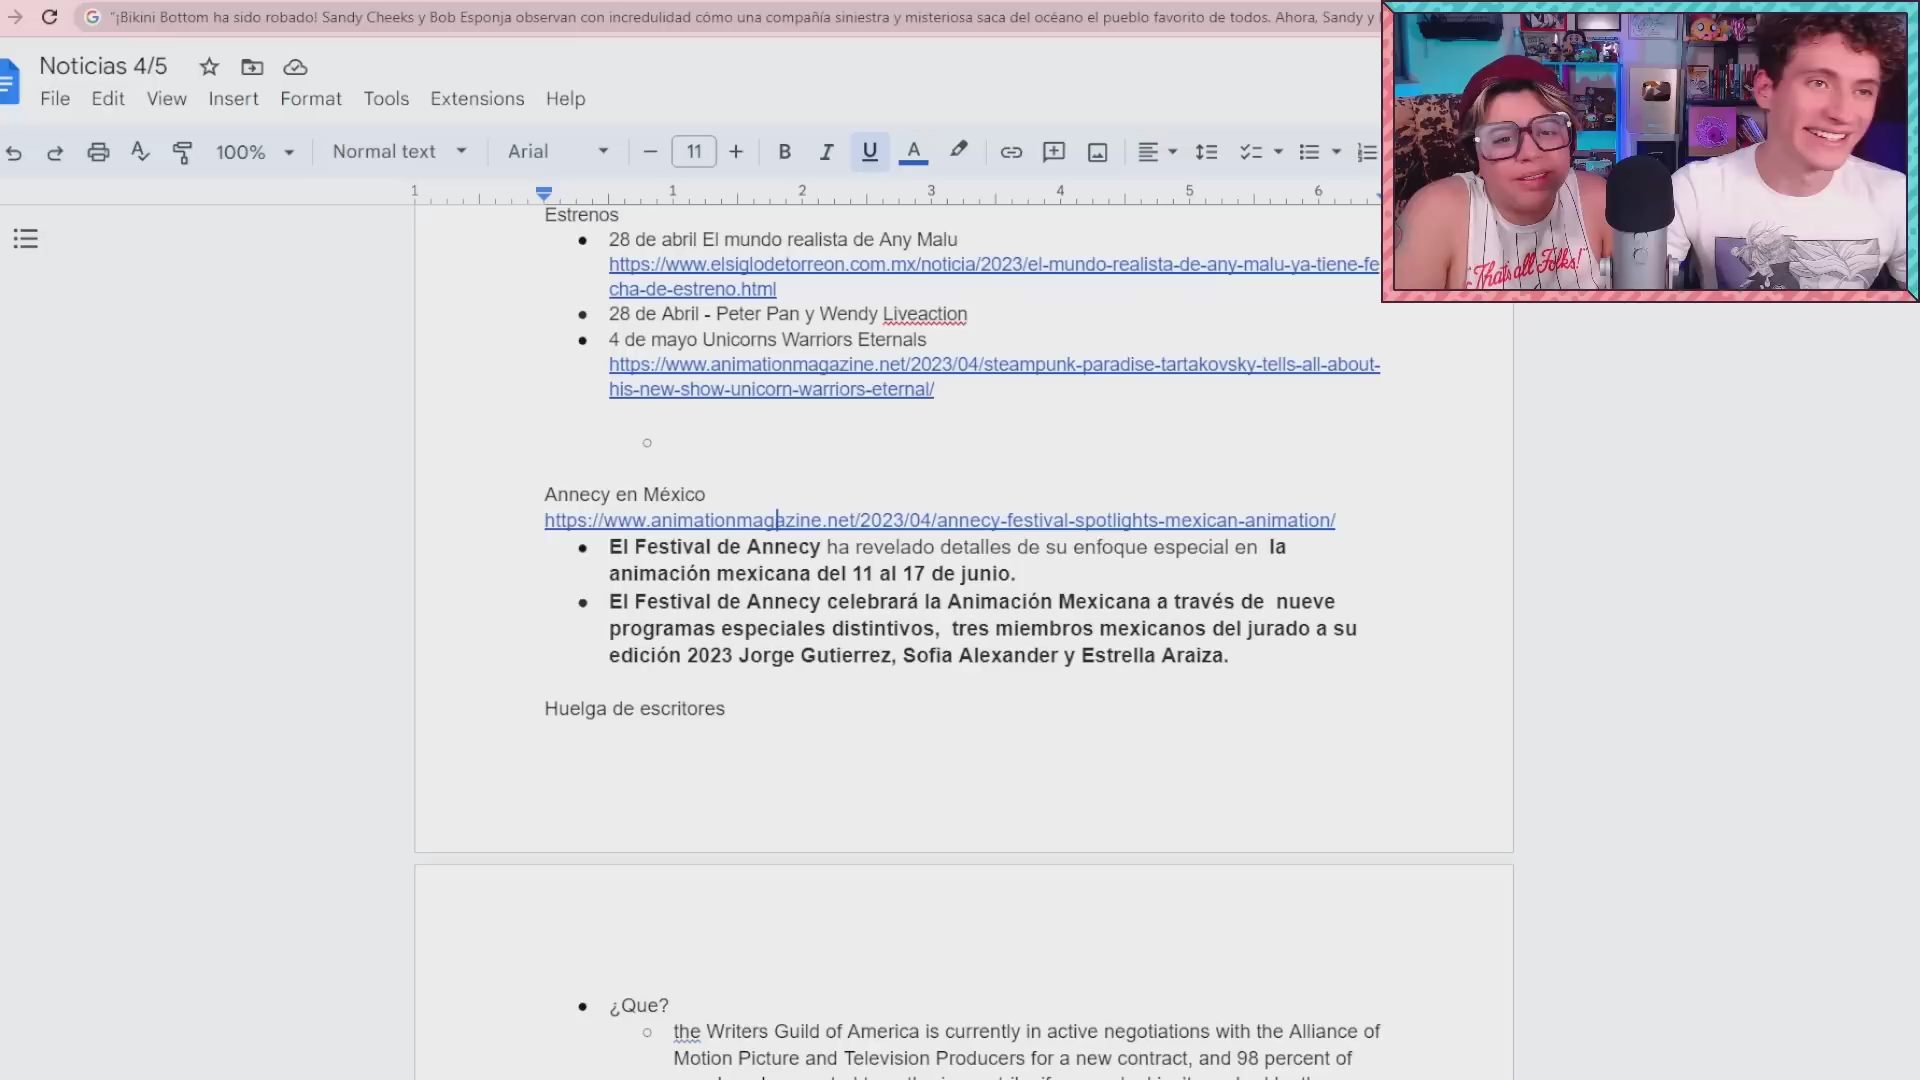 "¡Bikini Bottom ha sido robado! Sandy Cheeks y Bob Esponja observan con incredulidad cómo una compañía siniestra y misteriosa saca del océano el pueblo favorito de todos. Ahora, Sandy y
Noticias 4/5
File Edit View Insert Format Tools Extensions Help
100% Normal text Arial 11 B I U A
1 1 2 3 4 5 6
Estrenos
28 de abril El mundo realista de Any Malu
https://www.elsiglodetorreon.com.mx/noticia/2023/el-mundo-realista-de-any-malu-ya-tiene-fe
cha-de-estreno.html
28 de Abril - Peter Pan y Wendy Liveaction
4 de mayo Unicorns Warriors Eternals
https://www.animationmagazine.net/2023/04/steampunk-paradise-tartakovsky-tells-all-about-
his-new-show-unicorn-warriors-eternal/
Annecy en México
https://www.animationmagazine.net/2023/04/annecy-festival-spotlights-mexican-animation/
El Festival de Annecy ha revelado detalles de su enfoque especial en la
animación mexicana del 11 al 17 de junio.
El Festival de Annecy celebrará la Animación Mexicana a través de nueve
programas especiales distintivos, tres miembros mexicanos del jurado a su
edición 2023 Jorge Gutierrez, Sofia Alexander y Estrella Araiza.
Huelga de escritores
¿Que?
the Writers Guild of America is currently in active negotiations with the Alliance of
Motion Picture and Television Producers for a new contract, and 98 percent of
"That's all Folks!"